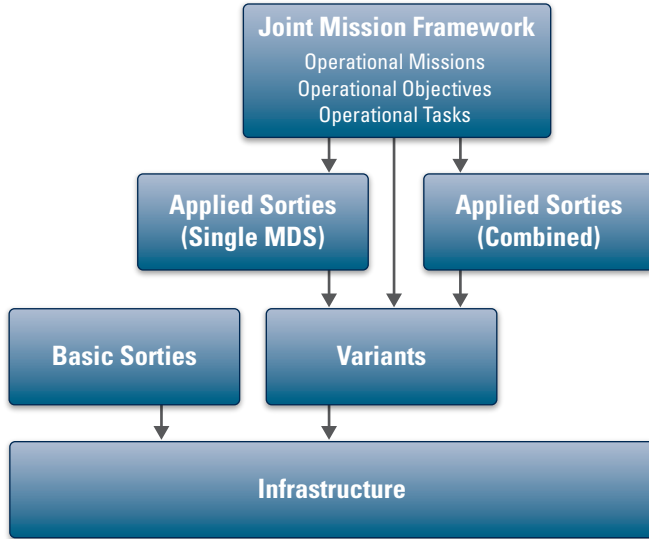 Joint Mission Framework
Operational Missions
Operational Objectives
Operational Tasks
Applied Sorties
(Single MDS)
Applied Sorties
(Combined)
Basic Sorties
Variants
Infrastructure